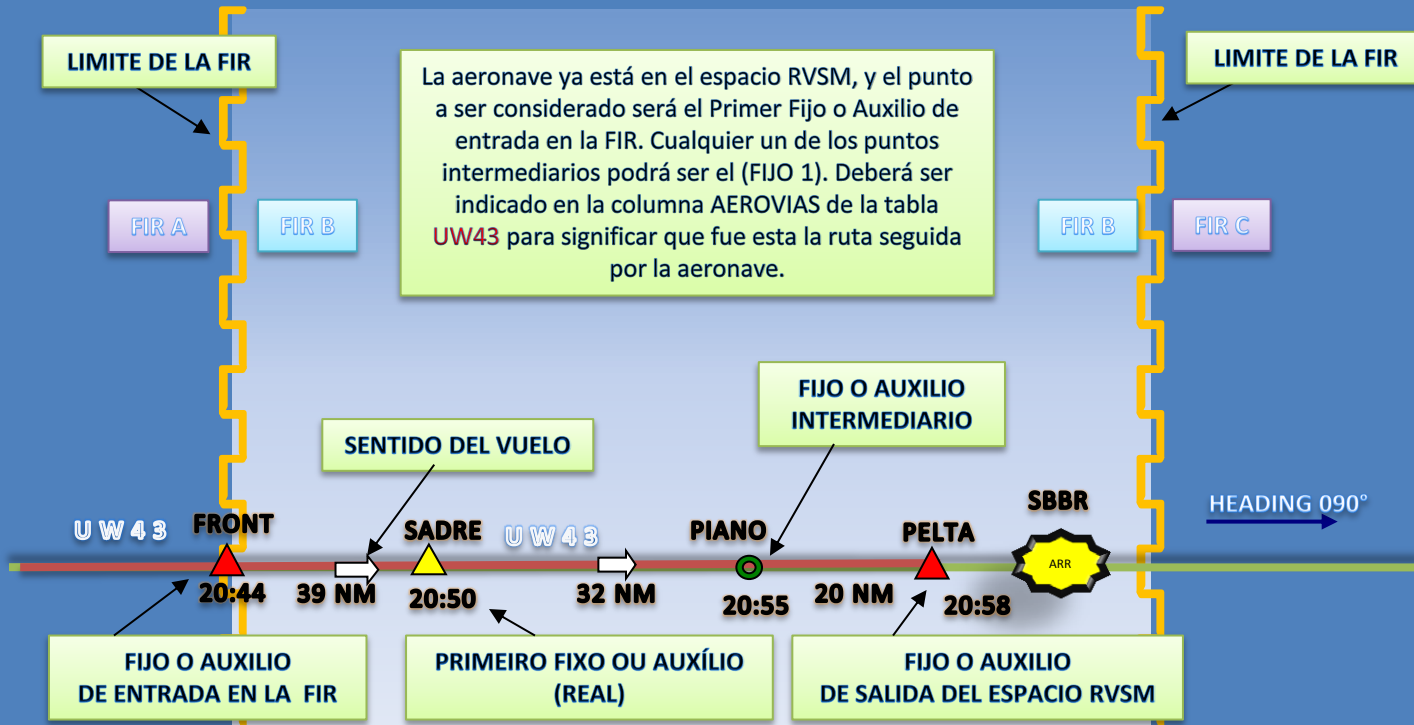 LIMITE DE LA FIR
LIMITE DE LA FIR
La aeronave ya está en el espacio RVSM, y el punto
a ser considerado será el Primer Fijo o Auxilio de
entrada en la FIR. Cualquier un de los puntos
intermediarios podrá ser el (FIJO 1). Deberá ser
indicado en la columna AEROVIAS de la tabla
UW43 para significar que fue esta la ruta seguida
por la aeronave.
FIR A
FIR B
FIR B
FIR C
FIJO O AUXILIO
INTERMEDIARIO
SENTIDO DEL VUELO
HEADING 090°
UW43
FRONT
SADRE
UW43
PIANO
PELTA
SBBR
ARR
20:44
39 NM
20:50
32 NM
20:55
20 NM
20:58
FIJO O AUXILIO
DE ENTRADA EN LA FIR
PRIMEIRO FIXO OU AUXÍLIO
(REAL)
FIJO O AUXILIO
DE SALIDA DEL ESPACIO RVSM